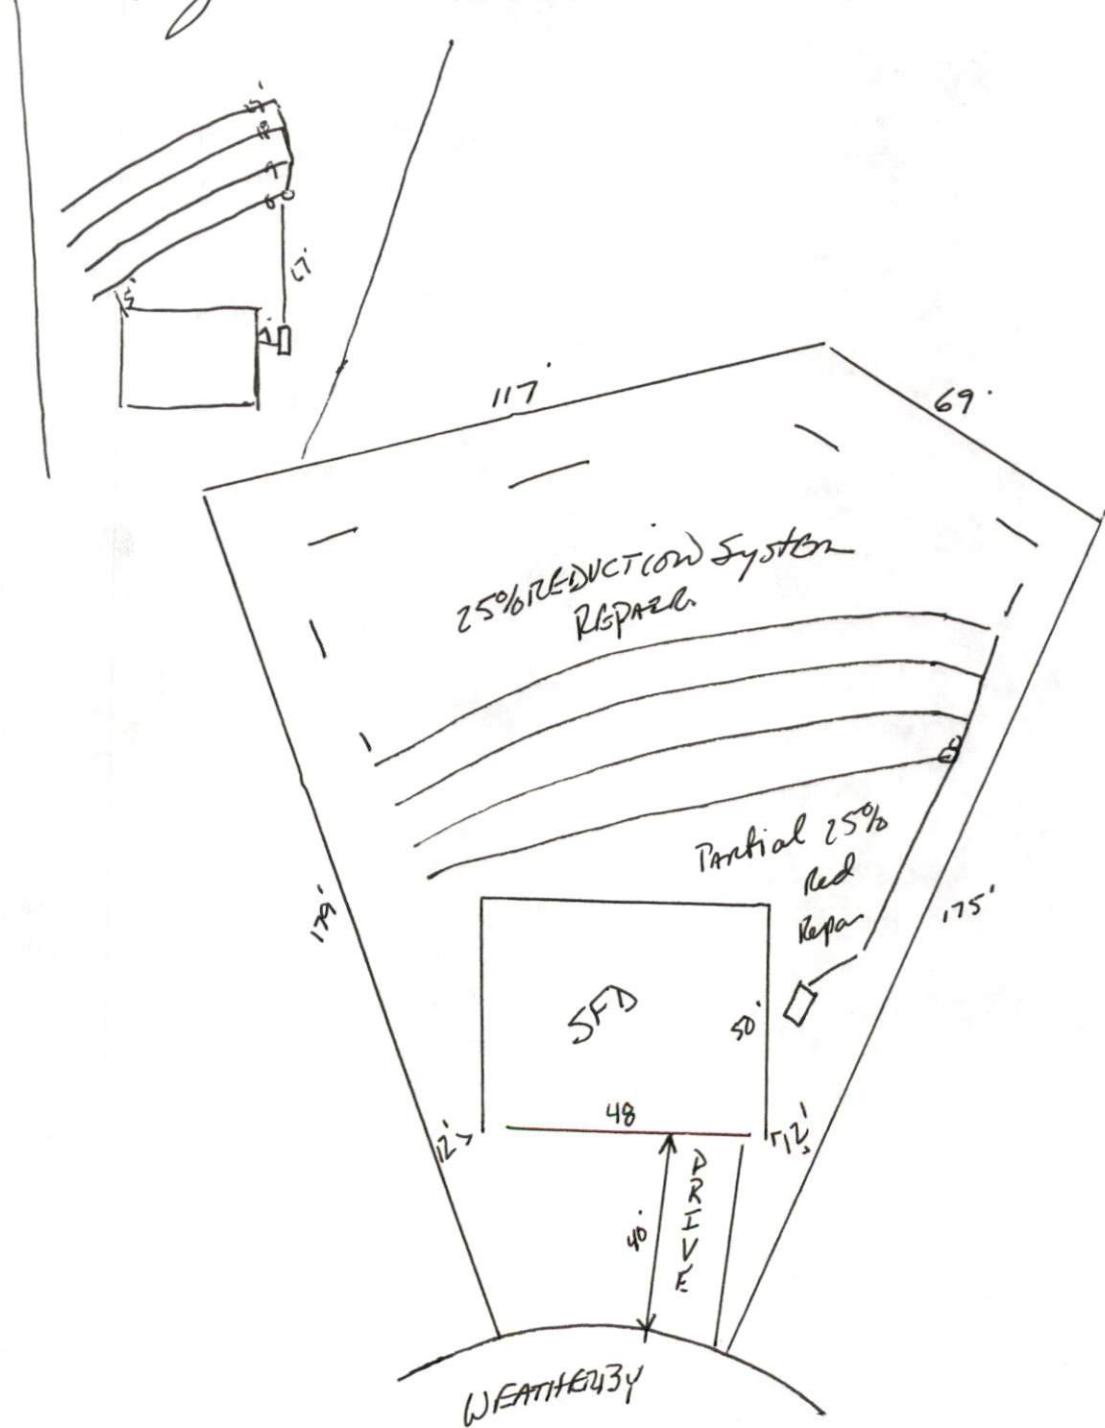 117'
69'
25% REDUCTION System
REPAIR.
Partial 25%
Red
Repair
179'
175'
SFD
50'
48
12'
12'
40'
DRIVE
WEATHERBY